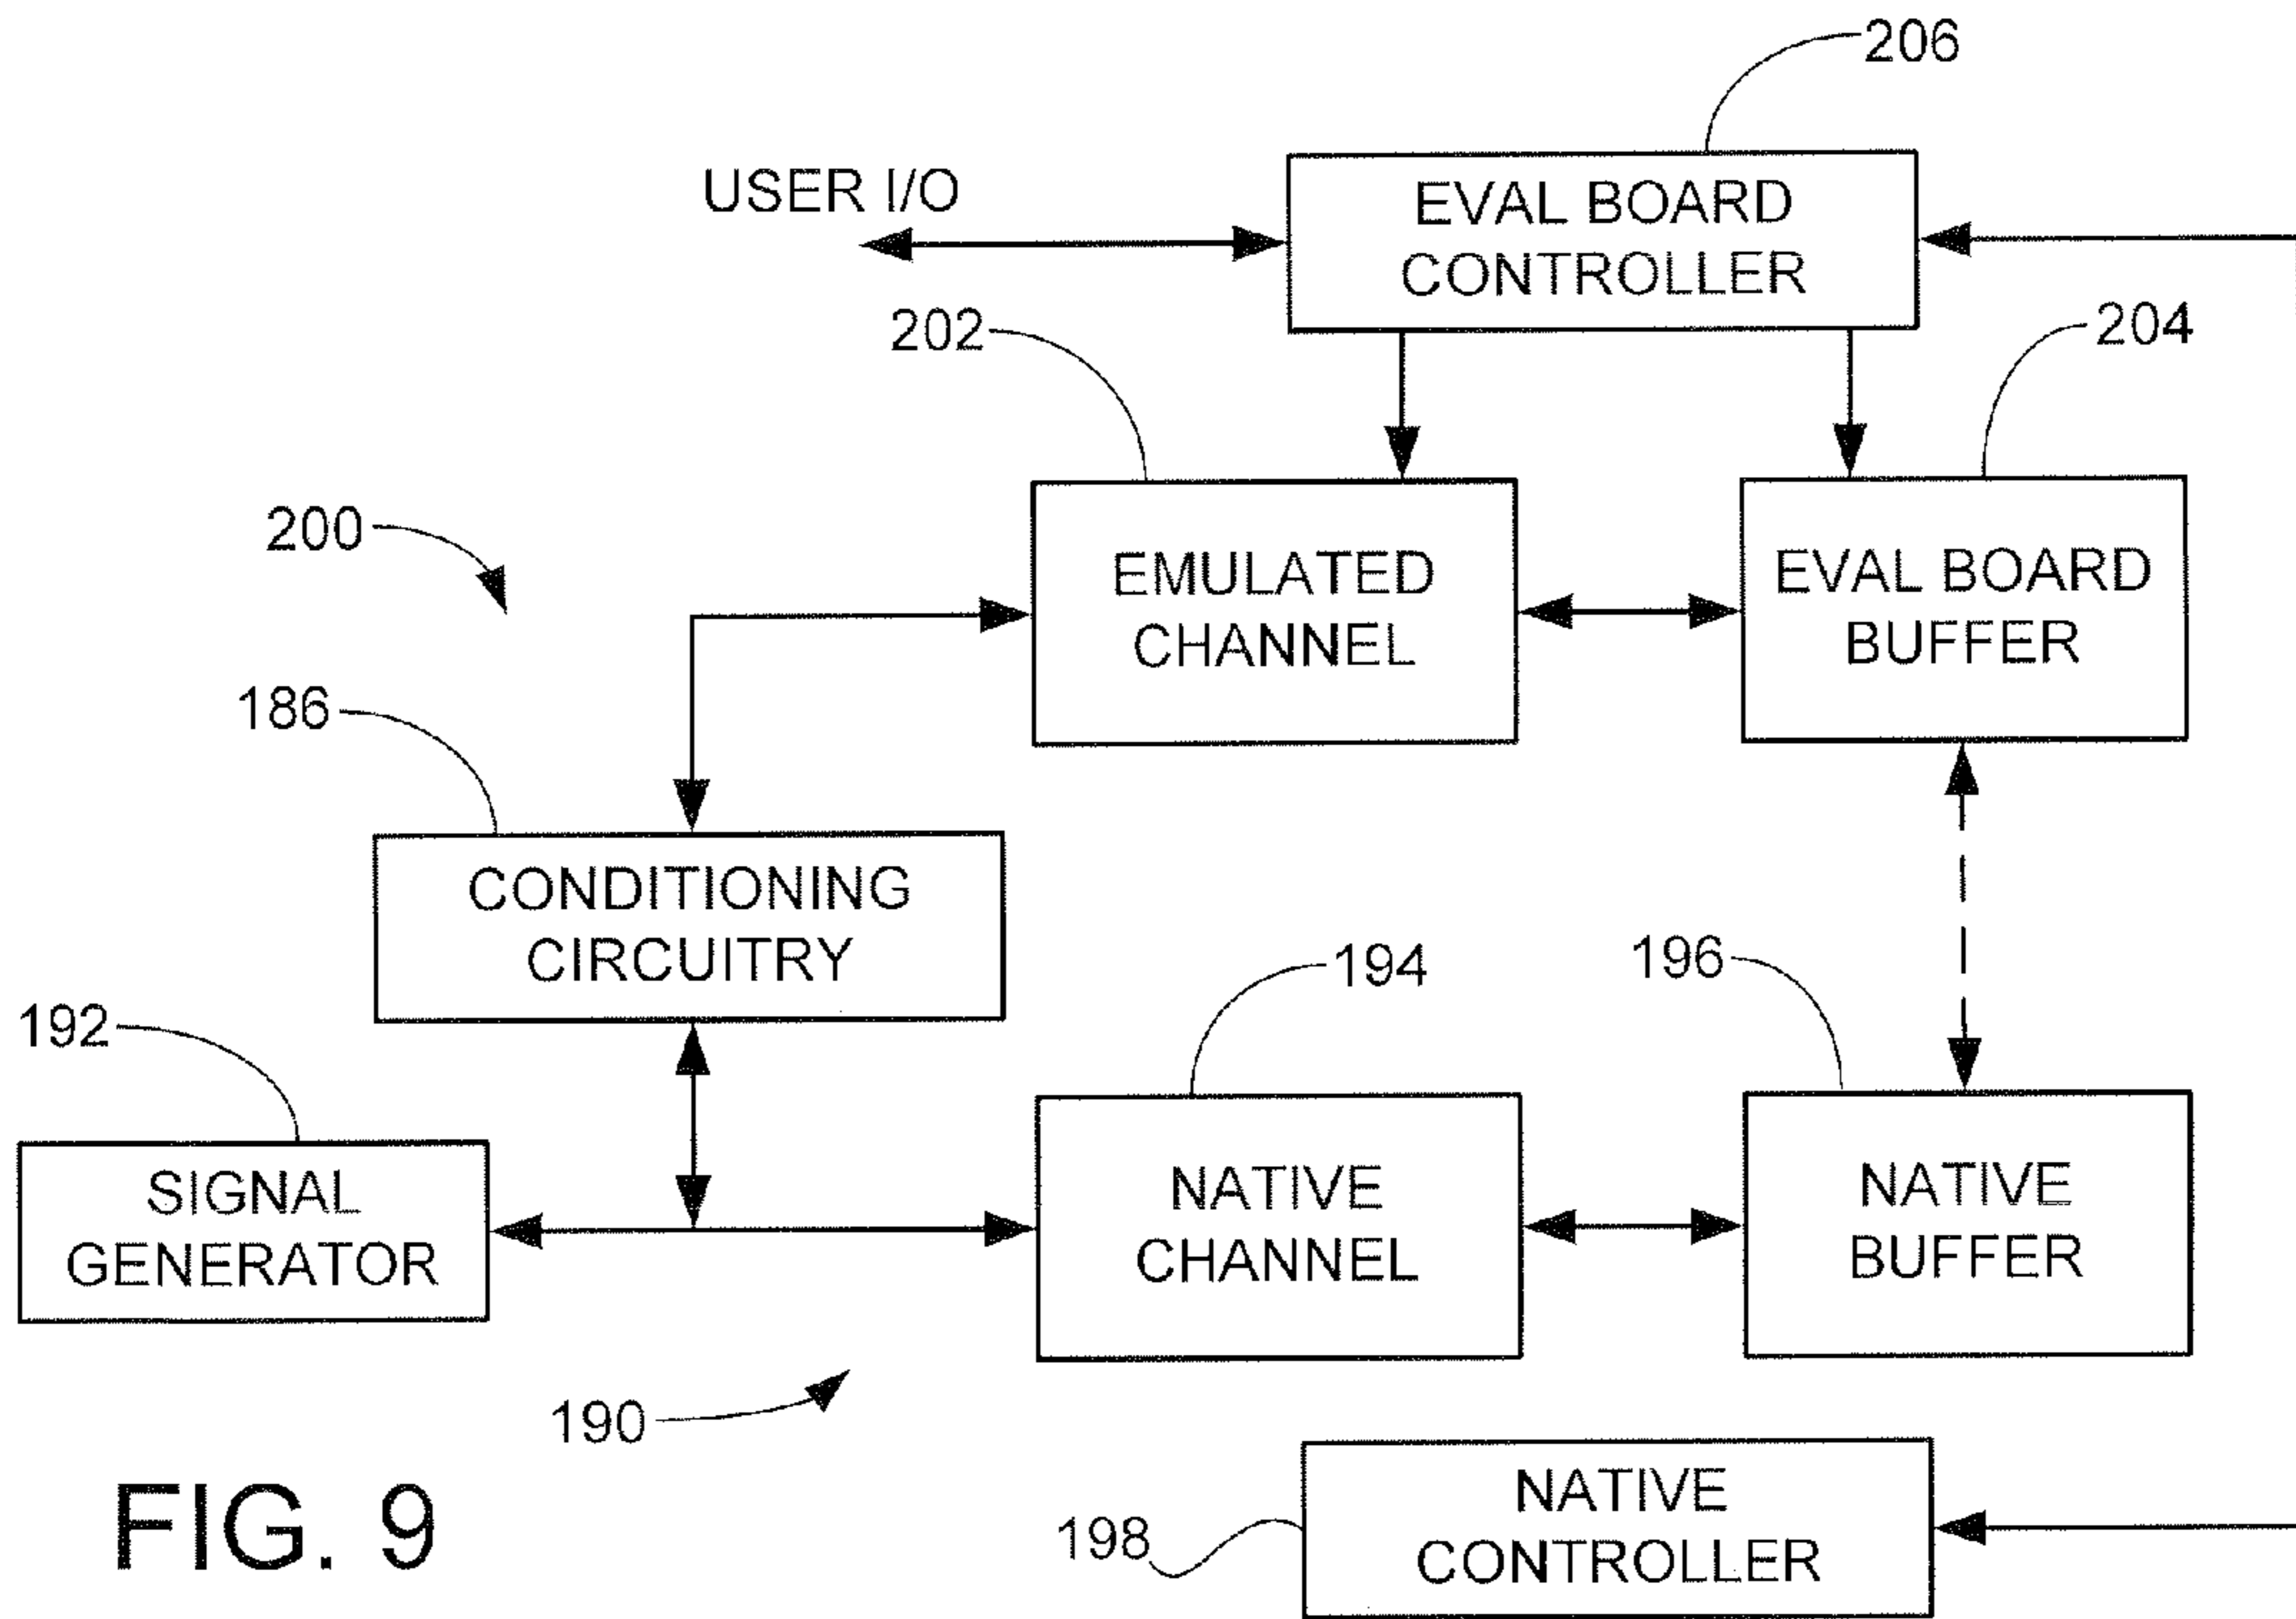 206
USER I/O
EVAL BOARD
CONTROLLER
202
204
200
EMULATED
CHANNEL
EVAL BOARD
BUFFER
186
CONDITIONING
CIRCUITRY
194
196
192
SIGNAL
GENERATOR
NATIVE
CHANNEL
NATIVE
BUFFER
190
FIG. 9
198
NATIVE
CONTROLLER